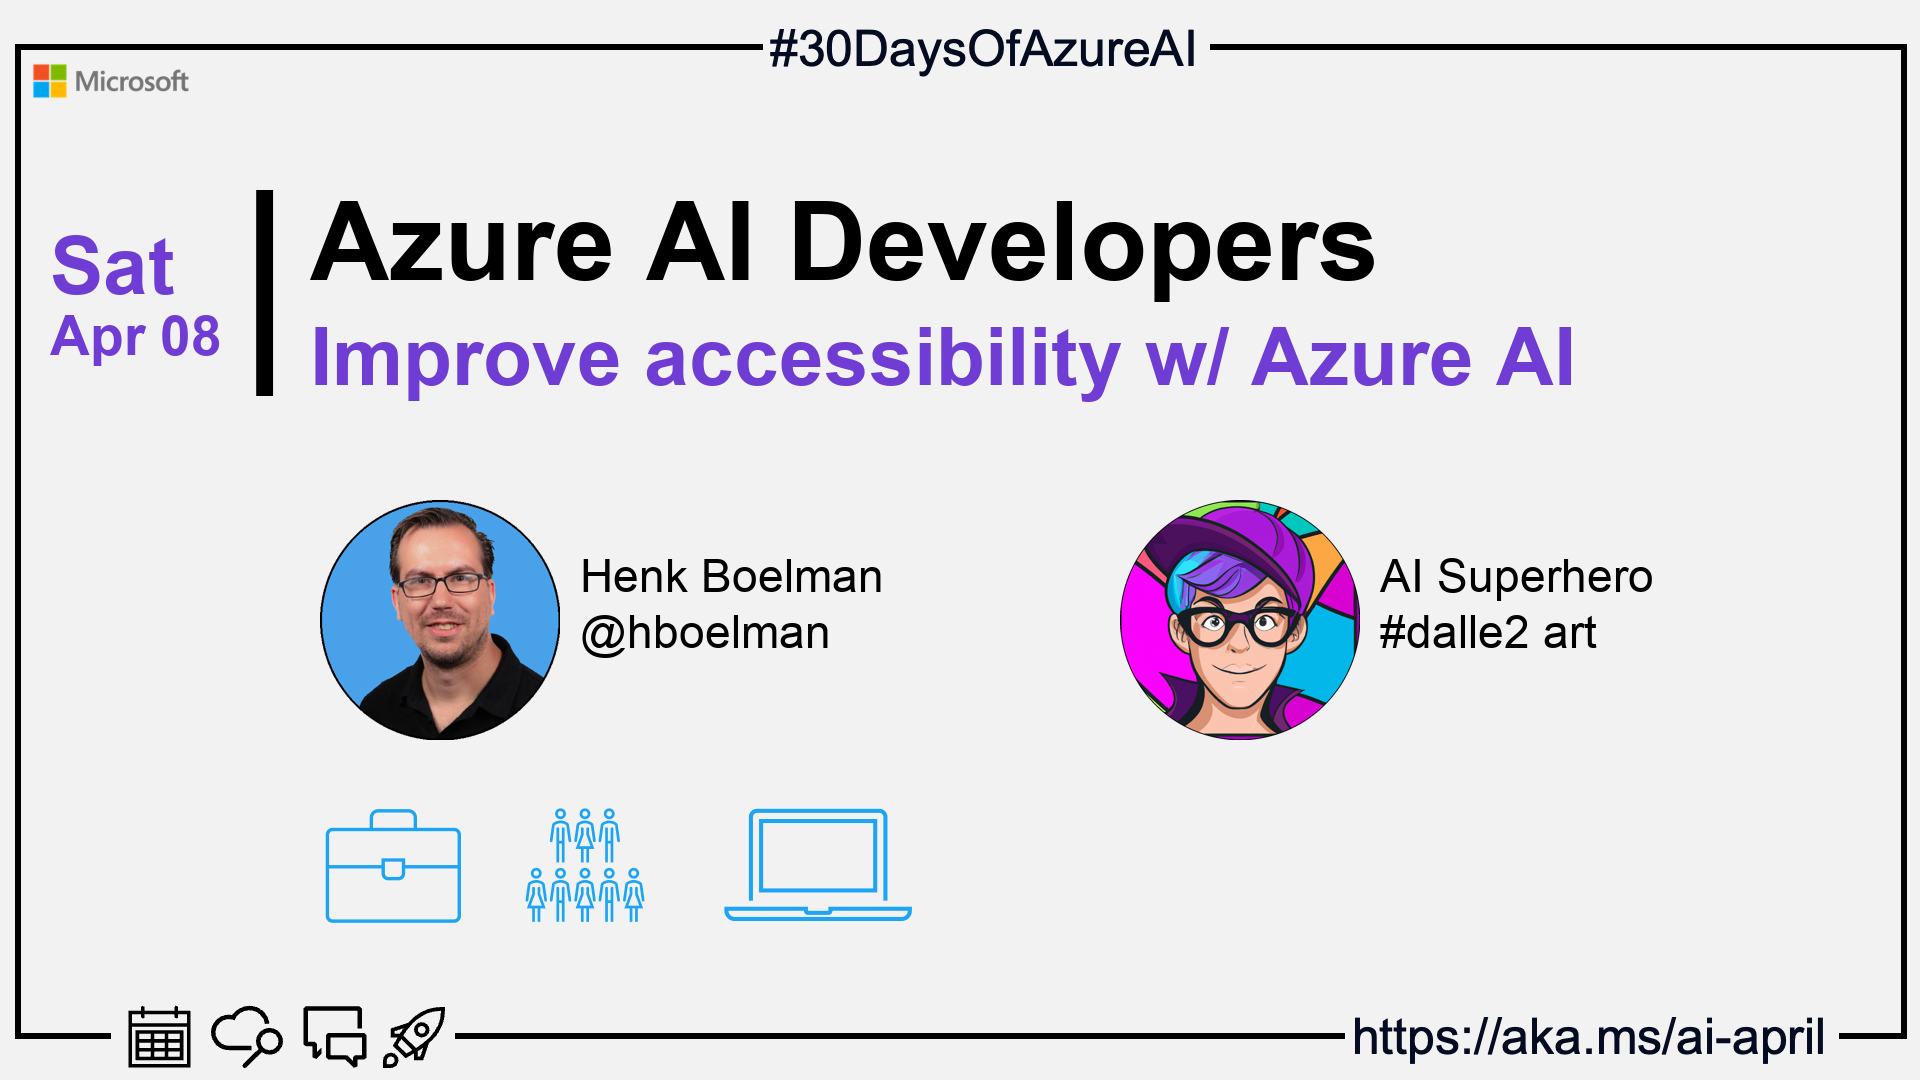 #30DaysOfAzureAI
Microsoft
Sat
Apr 08
Azure AI Developers
Improve accessibility w/ Azure AI
Henk Boelman
@hboelman
AI Superhero
#dalle2 art
https://aka.ms/ai-april